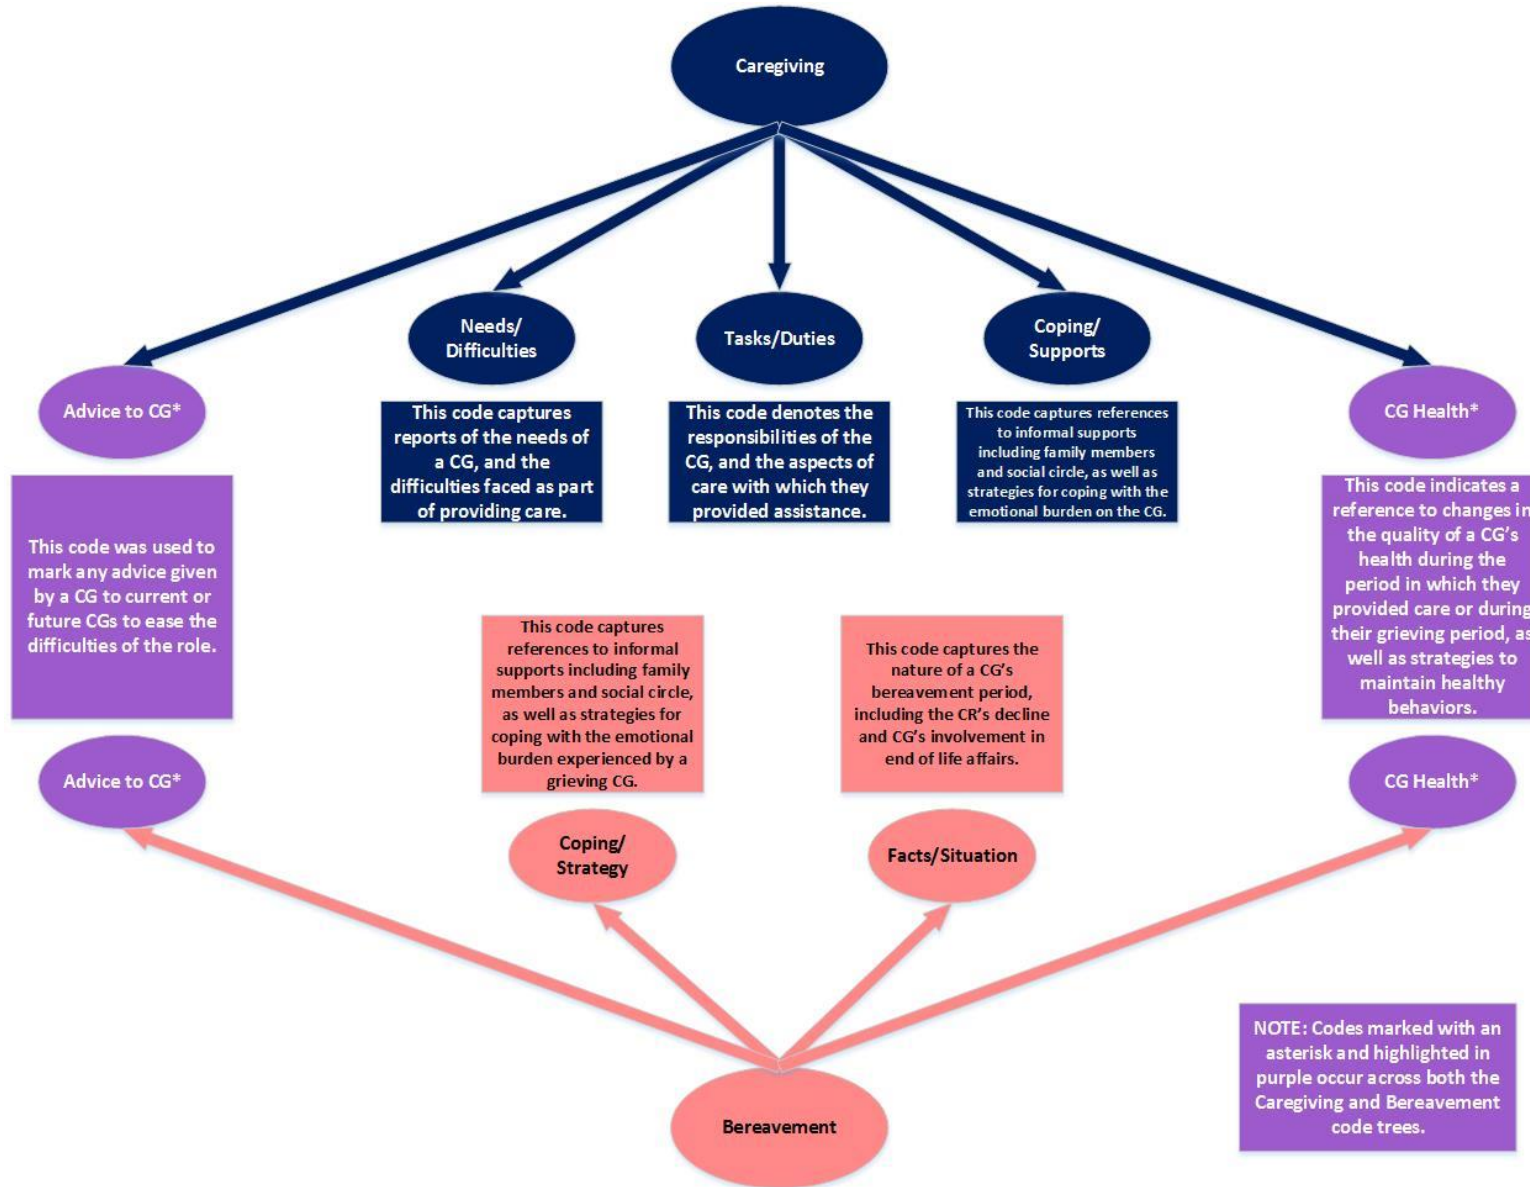 Caregiving
Needs/
Difficulties
Tasks/Duties
Coping/
Supports
Advice to CG*
CG Health*
This code captures
reports of the needs of
a CG, and the
difficulties faced as part
of providing care.
This code denotes the
responsibilities of the
CG, and the aspects of
care with which they
provided assistance.
This code captures references
to informal supports
including family members
and social circle, as well as
strategies for coping with the
emotional burden on the CG.
This code was used to
mark any advice given
by a CG to current or
future CGs to ease the
difficulties of the role.
This code indicates a
reference to changes in
the quality of a CG’s
health during the
period in which they
provided care or during
their grieving period, as
well as strategies to
maintain healthy
behaviors.
This code captures
references to informal
supports including family
members and social circle,
as well as strategies for
coping with the emotional
burden experienced by a
grieving CG.
This code captures the
nature of a CG’s
bereavement period,
including the CR’s decline
and CG’s involvement in
end of life affairs.
Advice to CG*
CG Health*
Coping/
Strategy
Facts/Situation
Bereavement
NOTE: Codes marked with an
asterisk and highlighted in
purple occur across both the
Caregiving and Bereavement
code trees.